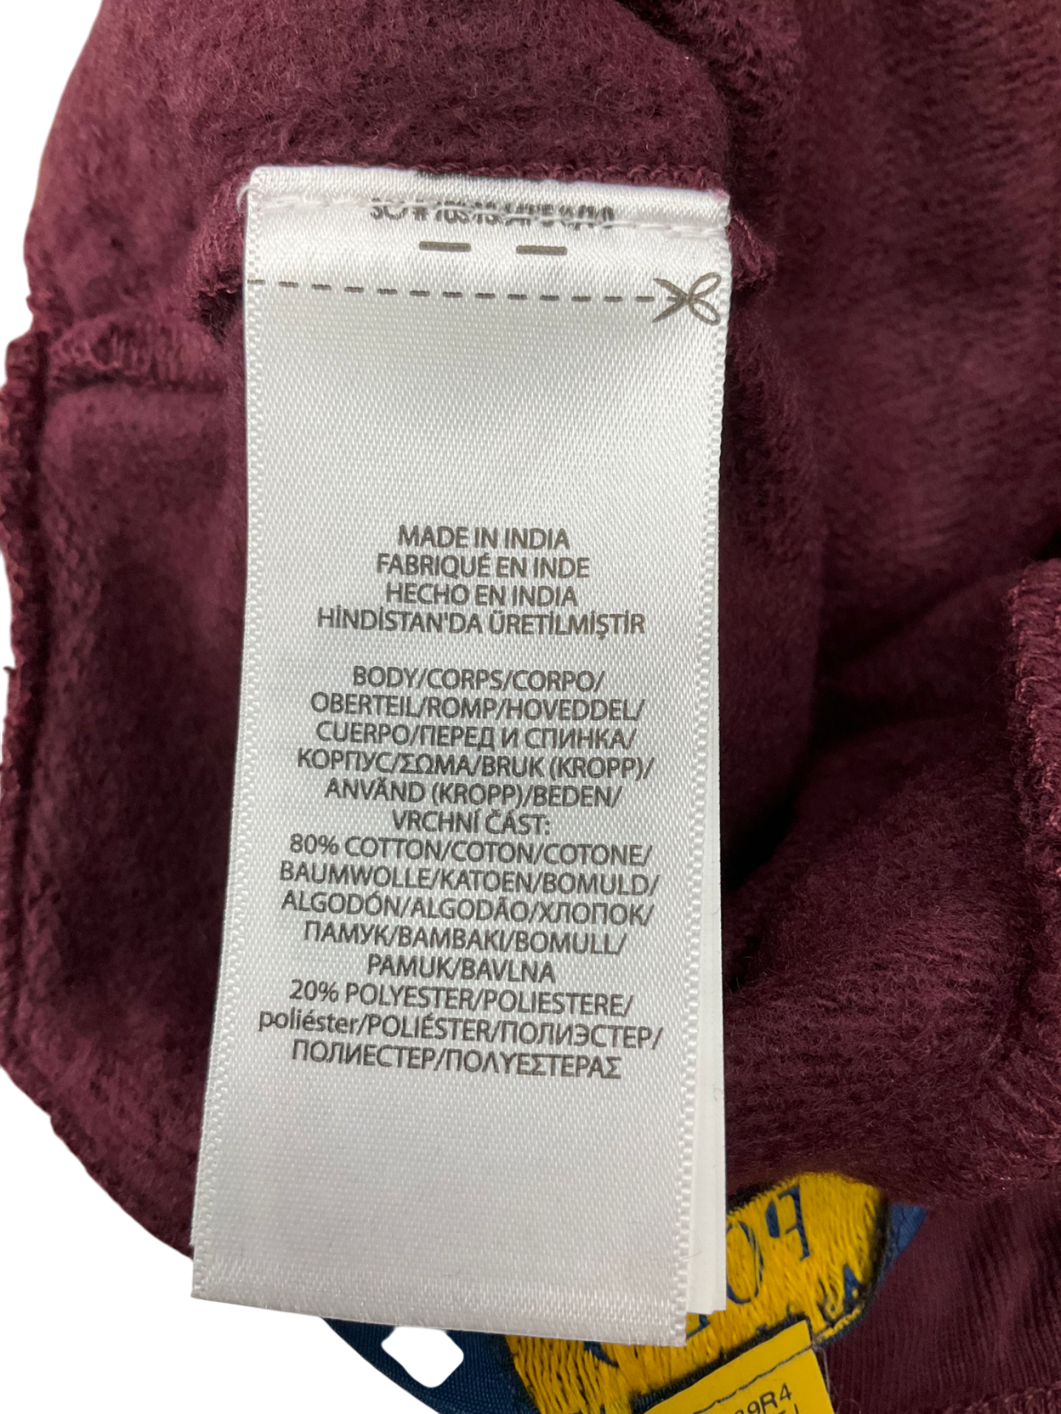 MADE IN INDIA
FABRIQUÉ EN INDE
HECHO EN INDIA
HİNDİSTAN'DA ÜRETİLMİŞTİR
BODY/CORPS/CORPO/
OBERTEIL/ROMP/HOVEDDEL/
CUERPO/ПЕРЕД И СПИНКА/
КОРПУС/ΣΩΜΑ/BRUK (KROPP)/
ANVÄND (KROPP)/BEDEN/
VRCHNÍ ČÁST:
80% COTTON/COTON/COTONE/
BAUMWOLLE/KATOEN/BOMULD/
ALGODÓN/ALGODÃO/ХЛОПОК/
ПАМУК/BAMBAKI/BOMULL/
PAMUK/BAVLNA
20% POLYESTER/POLIESTERE/
poliéster/POLIÉSTER/ПОЛИЭСТЕР/
ПОЛИЕСТЕР/ΠΟΛΥΕΣΤΕΡΑΣ